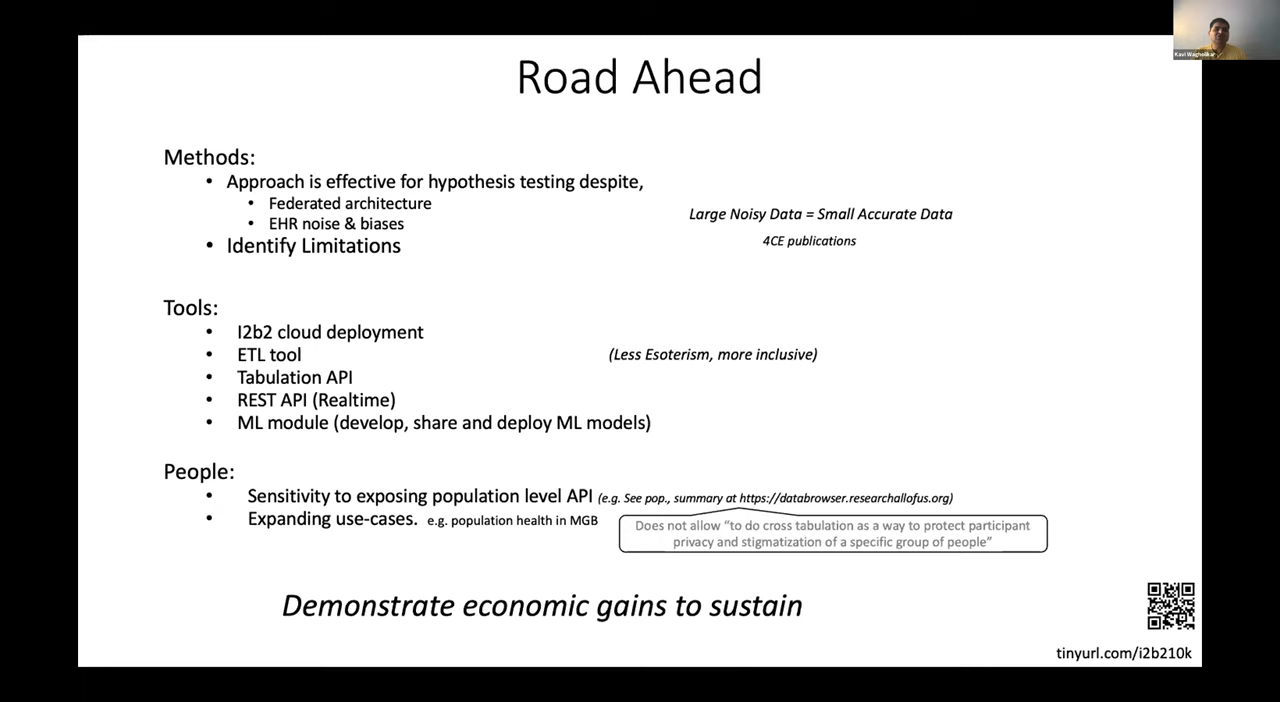 Kavi Wagholikar
Road Ahead
Methods:
• Approach is effective for hypothesis testing despite,
• Federated architecture
• EHR noise & biases
• Identify Limitations
Large Noisy Data = Small Accurate Data
4CE publications
Tools:
• I2b2 cloud deployment
• ETL tool
(Less Esoterism, more inclusive)
• Tabulation API
• REST API (Realtime)
• ML module (develop, share and deploy ML models)
People:
• Sensitivity to exposing population level API (e.g. See pop., summary at https://databrowser.researchallofus.org)
• Expanding use-cases. e.g. population health in MGB
Does not allow “to do cross tabulation as a way to protect participant
privacy and stigmatization of a specific group of people”
Demonstrate economic gains to sustain
tinyurl.com/i2b210k